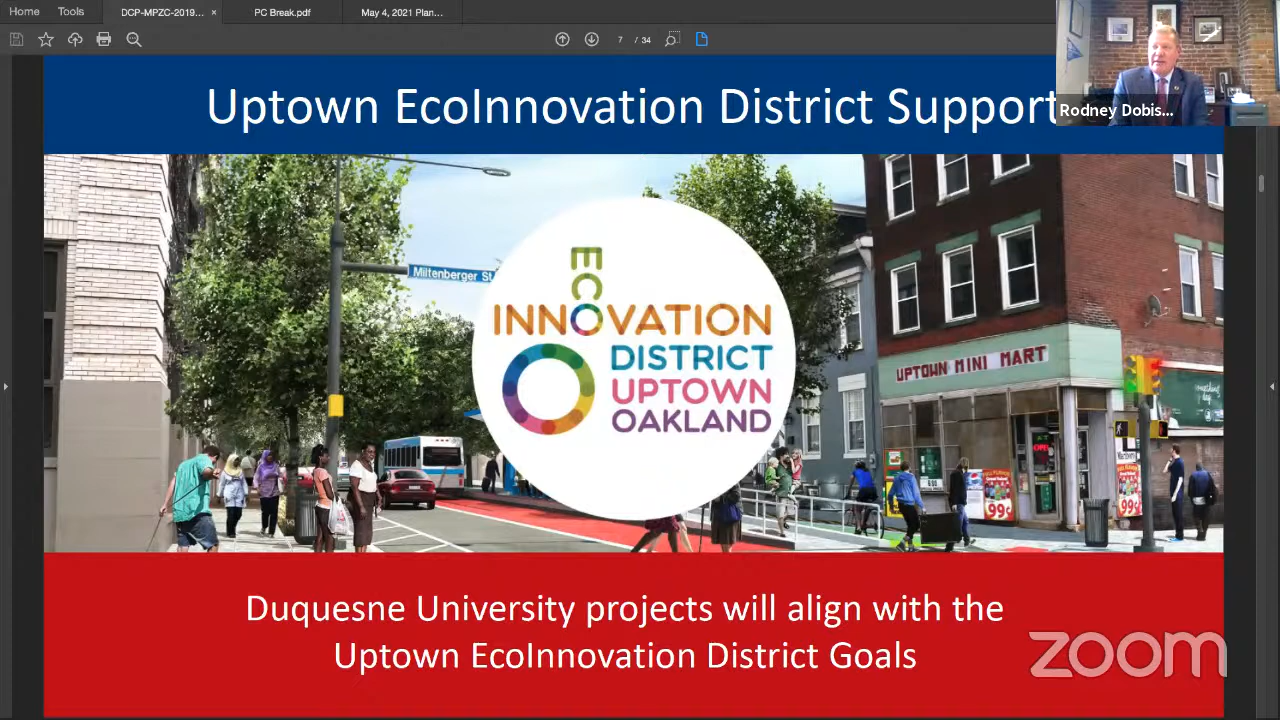 Home
Tools
DCP-MPZC-2019... ×
PC Break.pdf
May 4, 2021 Plan...
7 / 34
Rodney Dobis...
Uptown EcoInnovation District Support
Miltenberger St
ECO
INNOVATION
DISTRICT
UPTOWN
OAKLAND
UPTOWN MINI MART
OPEN
99¢
99¢
Duquesne University projects will align with the
Uptown EcoInnovation District Goals
zoom